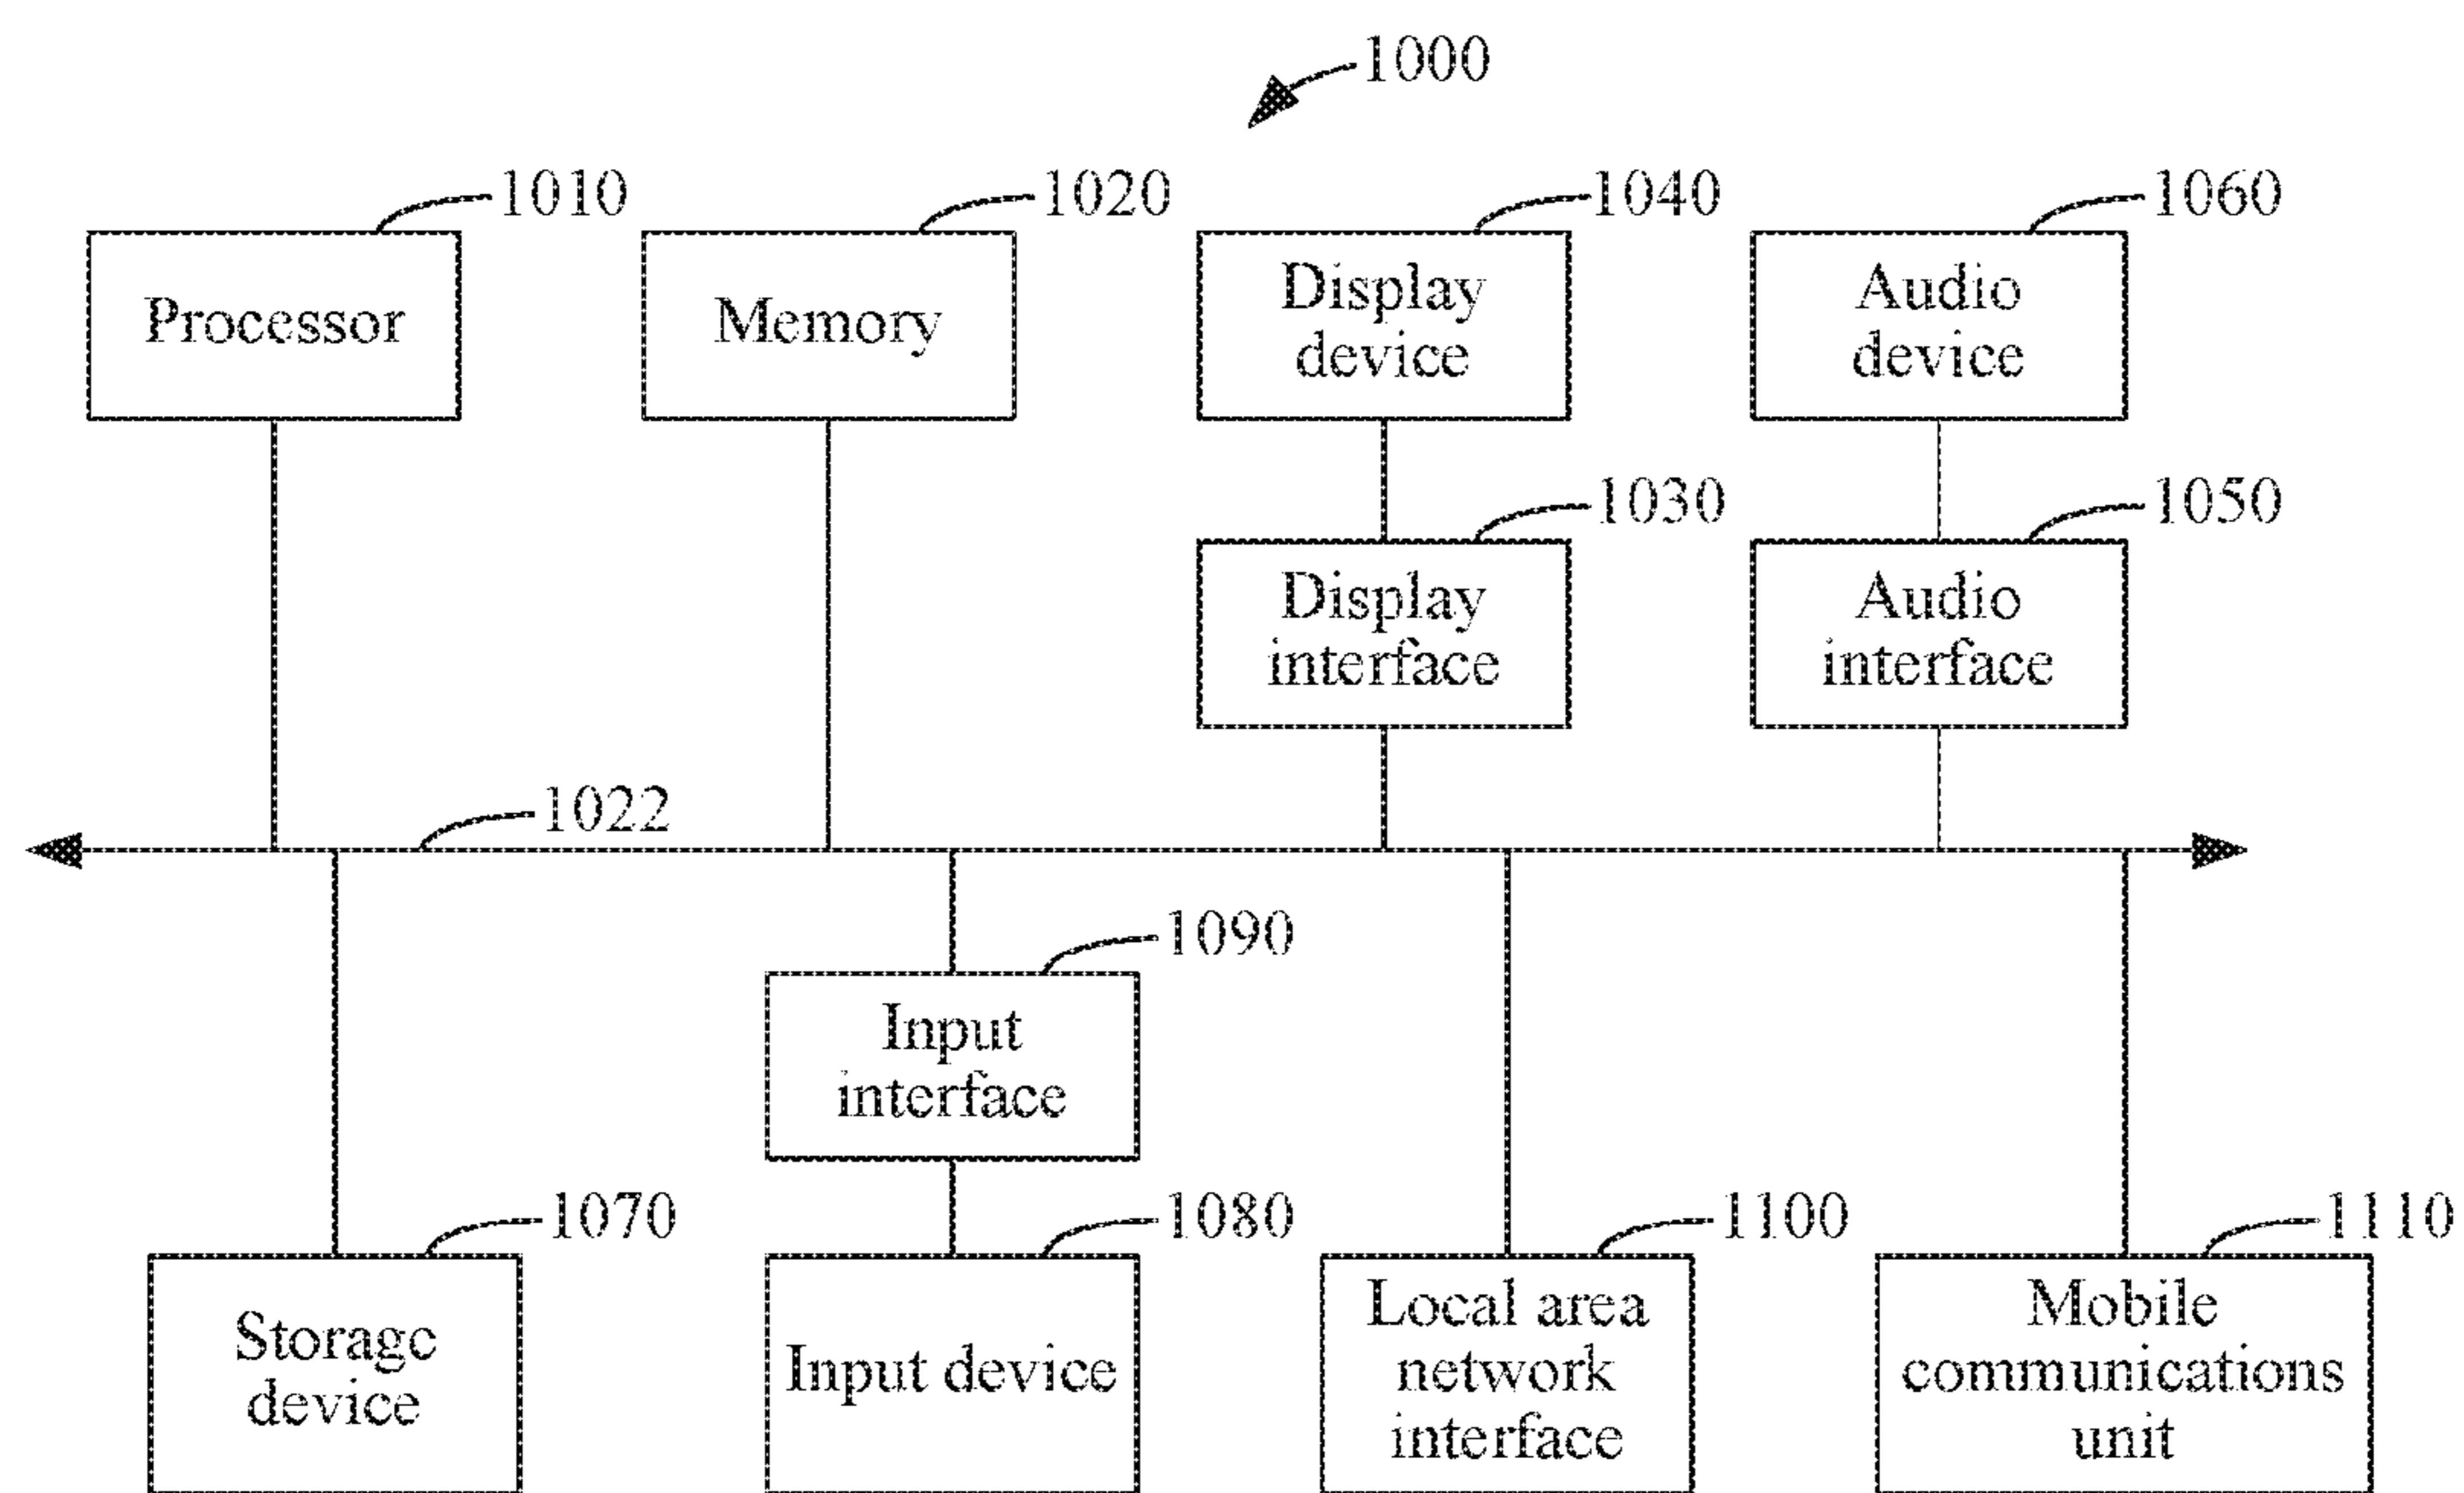 1000
1010
1020
1040
1060
Processor
Memory
Display
device
Audio
device
1030
1050
Display
interface
Audio
interface
1022
1090
Input
interface
1070
1080
1100
1110
Storage
device
Input device
Local area
network
interface
Mobile
communications
unit